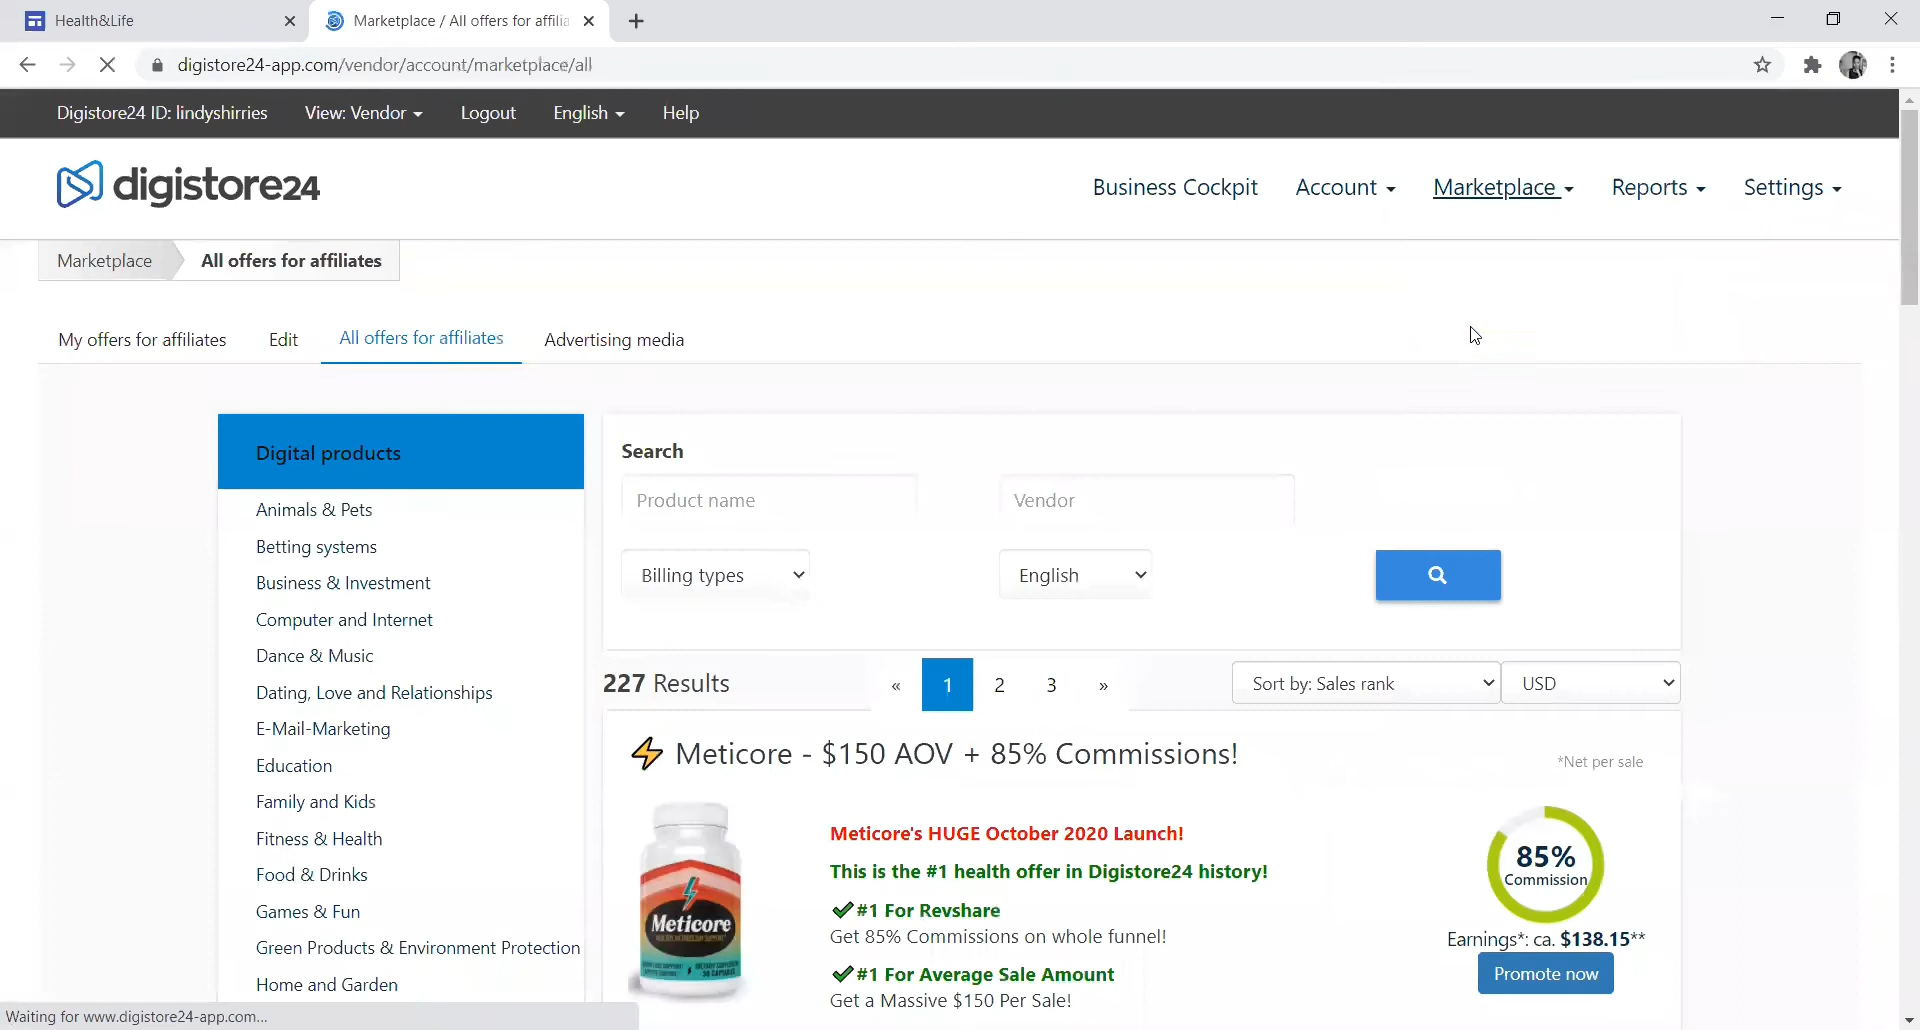 Health&Life
Marketplace / All offers for affilia
digistore24-app.com/vendor/account/marketplace/all
Digistore24 ID: lindyshirries View: Vendor Logout English Help
digistore24
Business Cockpit Account Marketplace Reports Settings
Marketplace All offers for affiliates
My offers for affiliates Edit All offers for affiliates Advertising media
Digital products
Animals & Pets
Betting systems
Business & Investment
Computer and Internet
Dance & Music
Dating, Love and Relationships
E-Mail-Marketing
Education
Family and Kids
Fitness & Health
Food & Drinks
Games & Fun
Green Products & Environment Protection
Home and Garden
Search
Product name Vendor
Billing types English
227 Results « 1 2 3 » Sort by: Sales rank USD
Meticore - $150 AOV + 85% Commissions!
*Net per sale
Meticore
Meticore's HUGE October 2020 Launch!
This is the #1 health offer in Digistore24 history!
#1 For Revshare
Get 85% Commissions on whole funnel!
#1 For Average Sale Amount
Get a Massive $150 Per Sale!
85%
Commission
Earnings*: ca. $138.15**
Promote now
Waiting for www.digistore24-app.com...